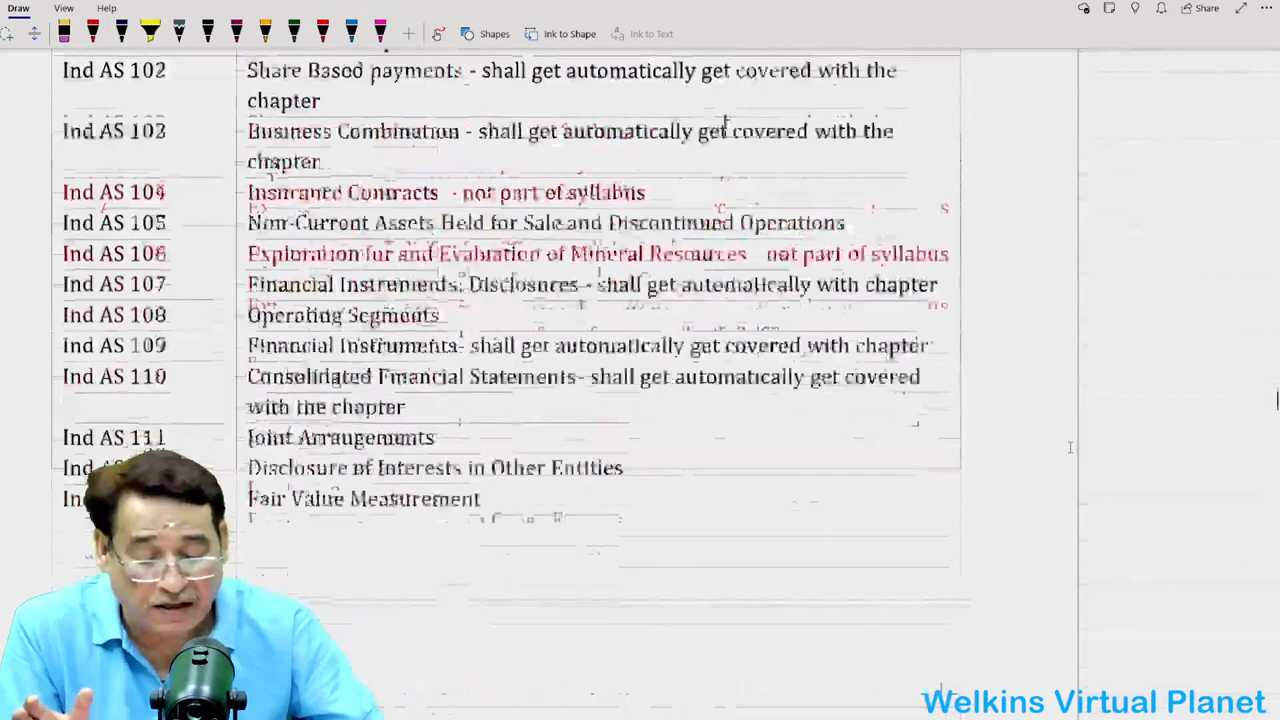 Draw View Help
Share
Shapes Ink to Shape Ink to Text
Ind AS 102 Share Based payments - shall get automatically get covered with the
chapter
Ind AS 103 Business Combination - shall get automatically get covered with the
chapter
Ind AS 104 Insurance Contracts - not part of syllabus
Ind AS 105 Non-Current Assets Held for Sale and Discontinued Operations
Ind AS 106 Exploration for and Evaluation of Mineral Resources not part of syllabus
Ind AS 107 Financial Instruments: Disclosures - shall get automatically with chapter
Ind AS 108 Operating Segments
Ind AS 109 Financial Instruments- shall get automatically get covered with chapter
Ind AS 110 Consolidated Financial Statements- shall get automatically get covered
with the chapter
Ind AS 111 Joint Arrangements
Ind Disclosure of Interests in Other Entities
Fair Value Measurement
Welkins Virtual Planet